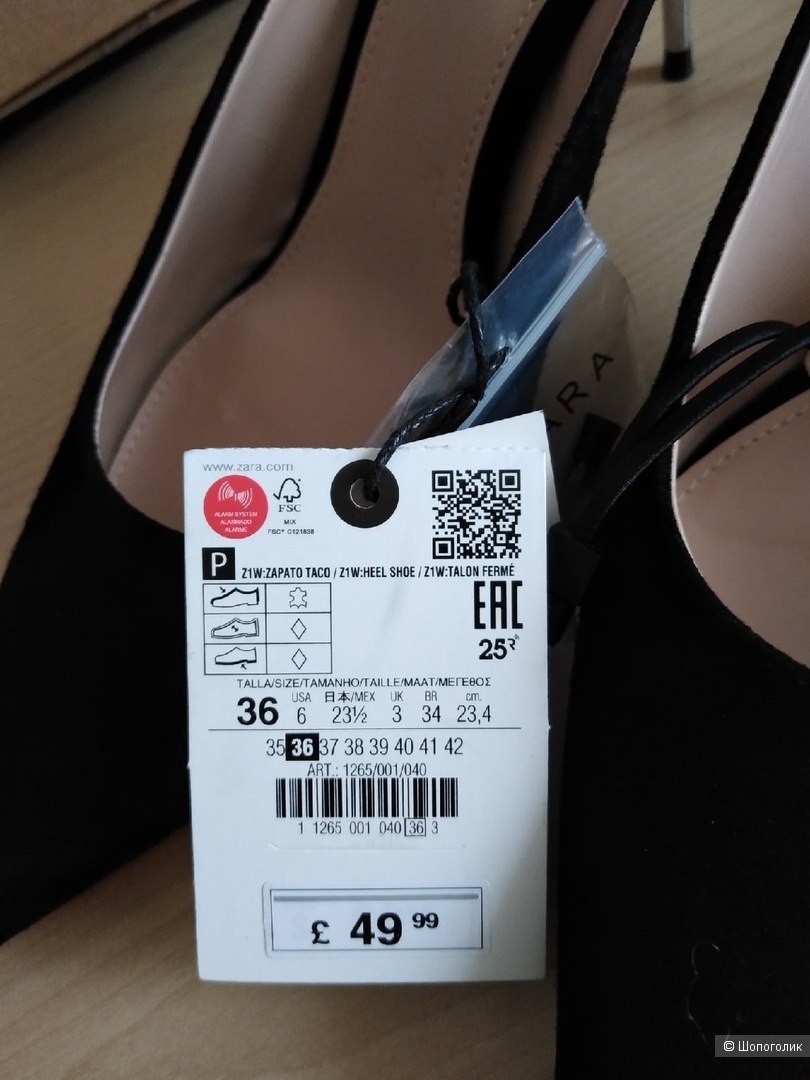 ZARA
www.zara.com
ALARM SYSTEM
ALARMADO
ALARME
FSC
MIX
FSC® C121838
P Z1W:ZAPATO TACO / Z1W:HEEL SHOE / Z1W:TALON FERMÉ
EAC
25
TALLA/SIZE/TAMANHO/TAILLE/MAAT/ΜΕΓΕΘΟΣ
USA 日本/MEX UK BR cm.
36 6 23½ 3 34 23,4
35 36 37 38 39 40 41 42
ART.: 1265/001/040
1 1265 001 040 36 3
£ 49 99
© Шопоголик